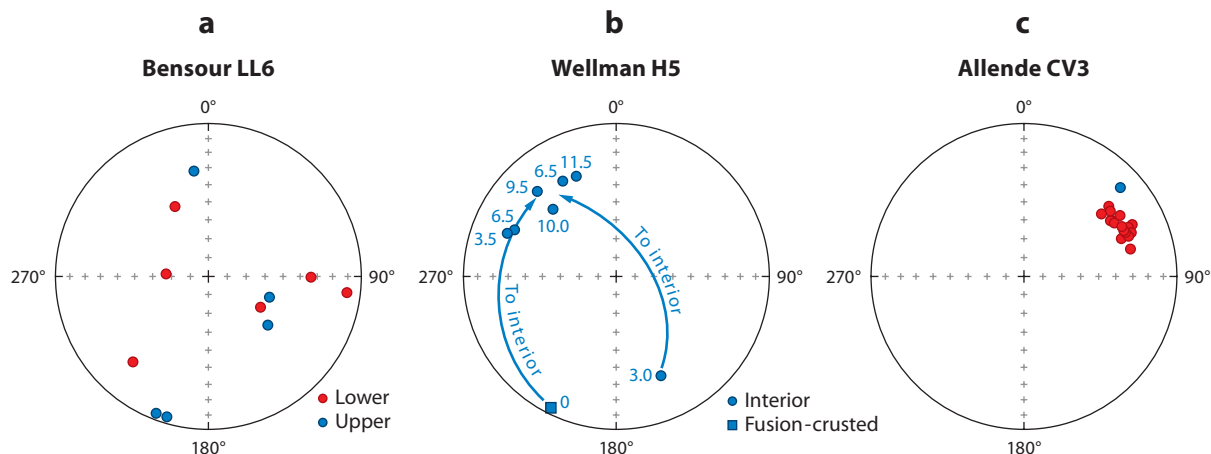 a
Bensour LL6
0°
270°
90°
180°
Lower
Upper
b
Wellman H5
0°
11.5
6.5
9.5
10.0
6.5
3.5
To interior
To interior
3.0
0
180°
Interior
Fusion-crusted
c
Allende CV3
0°
270°
90°
270°
90°
180°